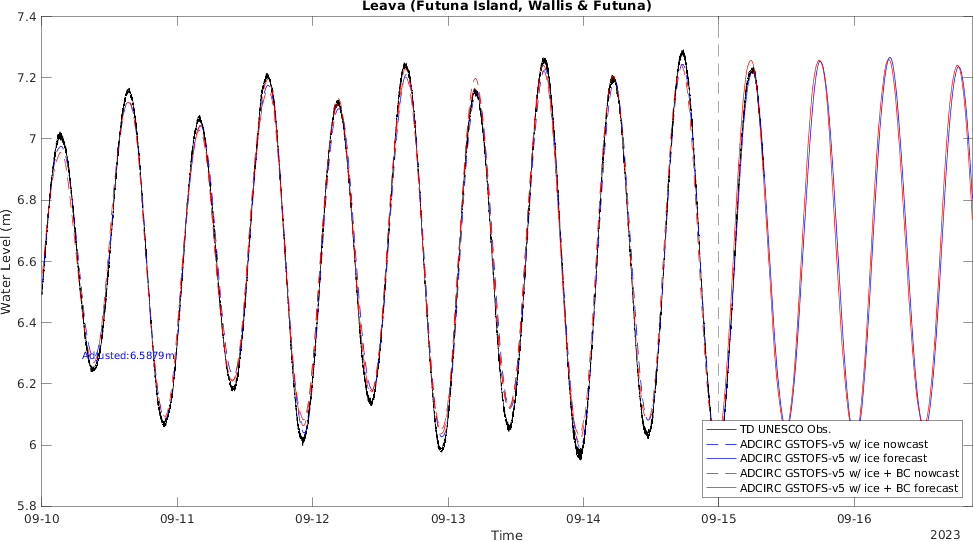 Leava (Futuna Island, Wallis & Futuna)
7.4
7.2
7
6.8
6.6
6.4
6.2
6
5.8
Water Level (m)
Adjusted:6.5879m
TD UNESCO Obs.
ADCIRC GSTOFS-v5 w/ ice nowcast
ADCIRC GSTOFS-v5 w/ ice forecast
ADCIRC GSTOFS-v5 w/ ice + BC nowcast
ADCIRC GSTOFS-v5 w/ ice + BC forecast
09-10 09-11 09-12 09-13 09-14 09-15 09-16
Time
2023